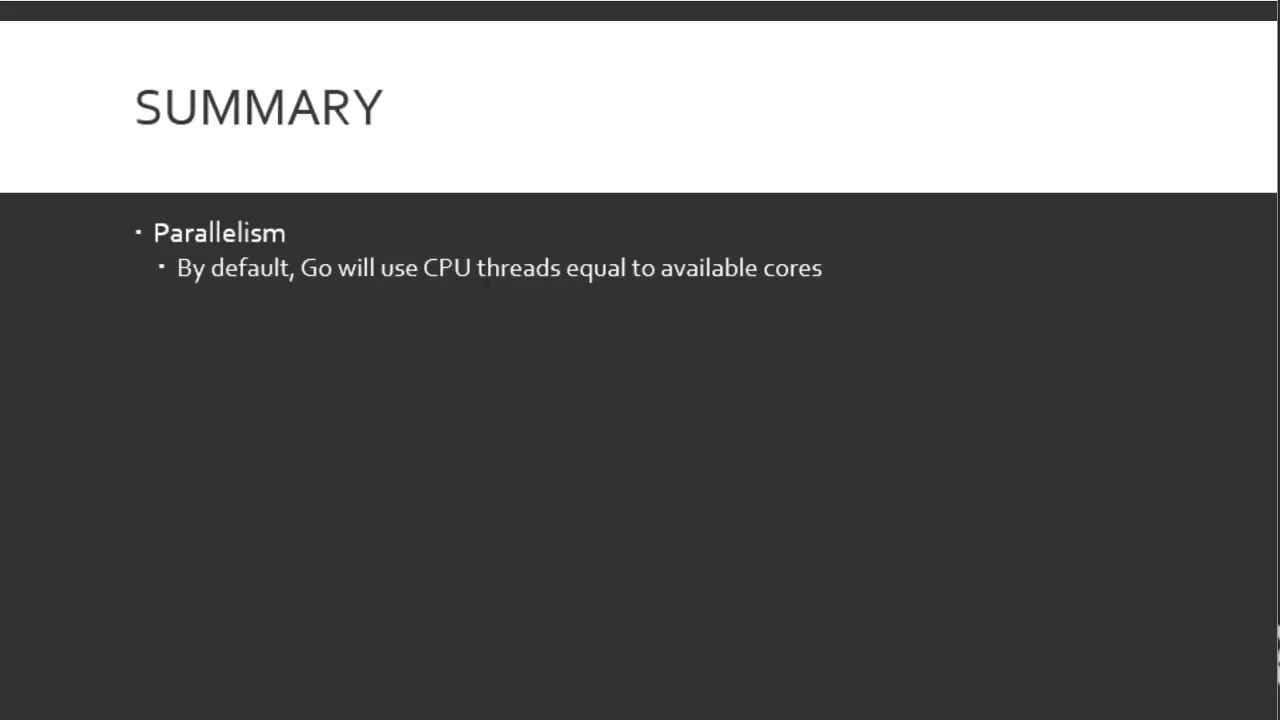 SUMMARY
▪ Parallelism
▪ By default, Go will use CPU threads equal to available cores